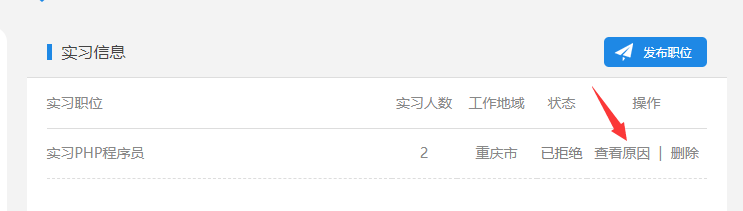 实习信息 发布职位
实习职位 实习人数 工作地域 状态 操作
实习PHP程序员 2 重庆市 已拒绝 查看原因 | 删除